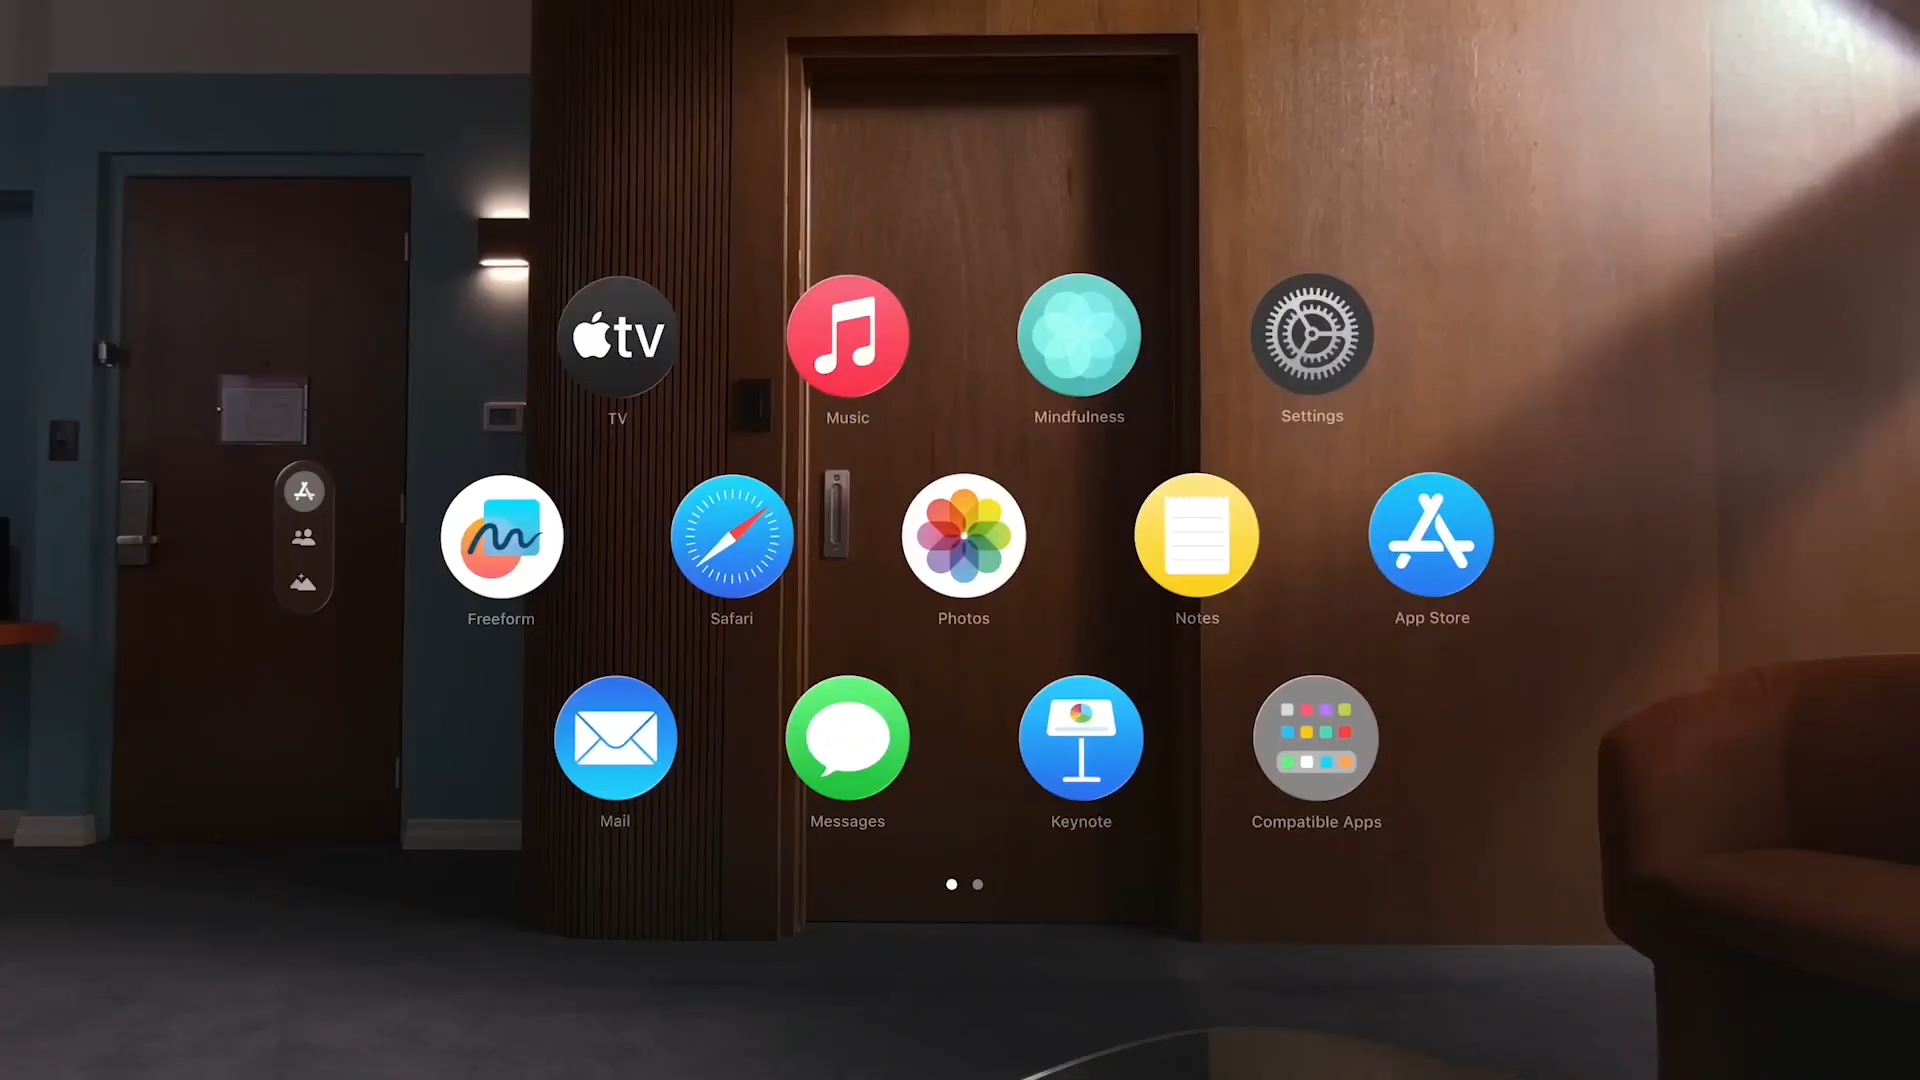 tv
TV
Music
Mindfulness
Settings
Freeform
Safari
Photos
Notes
App Store
Mail
Messages
Keynote
Compatible Apps